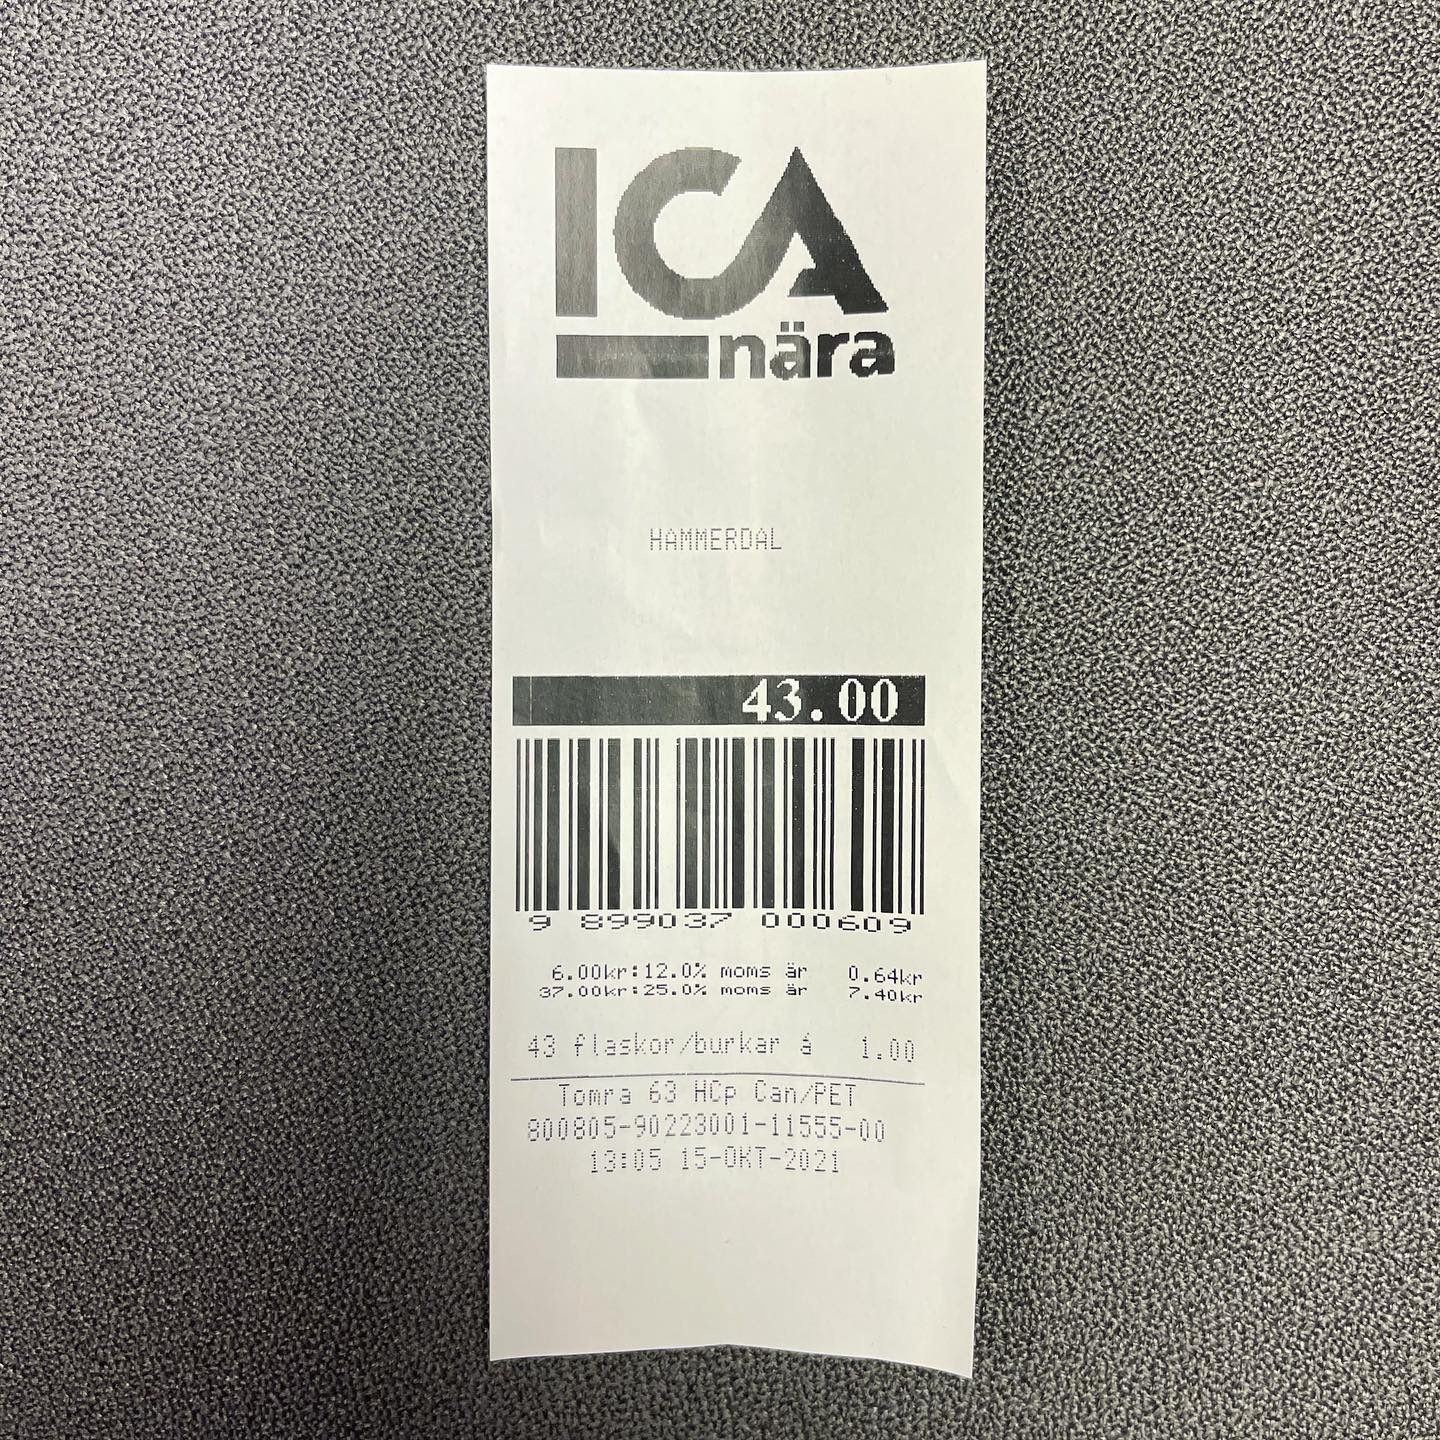 ICA
nära
HAMMERDAL
43.00
9 899037 000609
6.00kr:12.0% moms är 0.64kr
37.00kr:25.0% moms är 7.40kr
43 flaskor/burkar á 1.00
Tomra 63 HCp Can/PET
800805-90223001-11555-00
13:05 15-OKT-2021